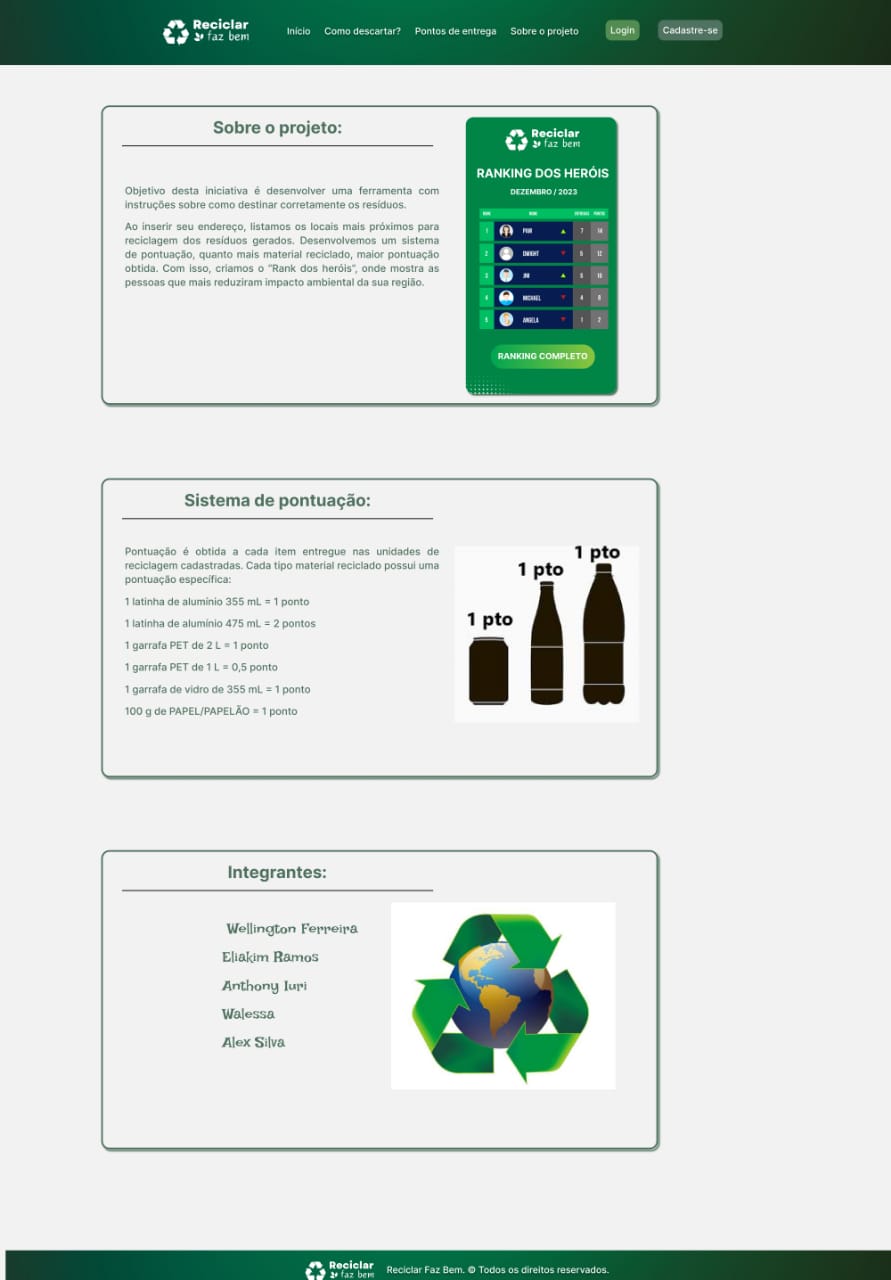 Reciclar
faz bem
Início Como descartar? Pontos de entrega Sobre o projeto Login Cadastre-se
Sobre o projeto:
Objetivo desta iniciativa é desenvolver uma ferramenta com
instruções sobre como destinar corretamente os resíduos.
Ao inserir seu endereço, listamos os locais mais próximos para
reciclagem dos resíduos gerados. Desenvolvemos um sistema
de pontuação, quanto mais material reciclado, maior pontuação
obtida. Com isso, criamos o "Rank dos heróis", onde mostra as
pessoas que mais reduziram impacto ambiental da sua região.
Reciclar
faz bem
RANKING DOS HERÓIS
DEZEMBRO / 2023
RANK NOME ENTREGAS PONTOS
1 PAM 7 14
2 DWIGHT 6 12
3 JIM 5 10
4 MICHAEL 4 8
5 ANGELA 1 2
RANKING COMPLETO
Sistema de pontuação:
Pontuação é obtida a cada item entregue nas unidades de
reciclagem cadastradas. Cada tipo material reciclado possui uma
pontuação específica:
1 latinha de alumínio 355 mL = 1 ponto
1 latinha de alumínio 475 mL = 2 pontos
1 garrafa PET de 2 L = 1 ponto
1 garrafa PET de 1 L = 0,5 ponto
1 garrafa de vidro de 355 mL = 1 ponto
100 g de PAPEL/PAPELÃO = 1 ponto
1 pto
1 pto
1 pto
Integrantes:
Wellington Ferreira
Eliakim Ramos
Anthony Iuri
Walessa
Alex Silva
Reciclar
faz bem
Reciclar Faz Bem. © Todos os direitos reservados.